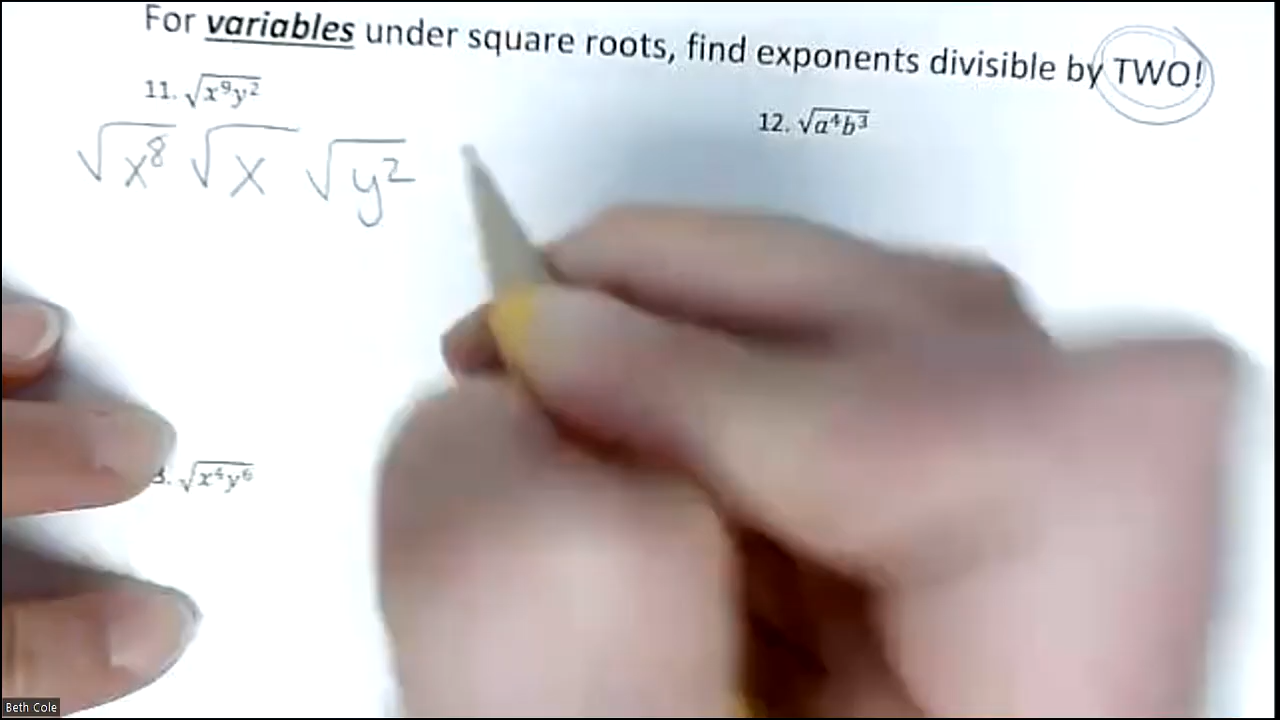 For variables under square roots, find exponents divisible by TWO!
11. √x⁹y²
12. √a⁴b³
√x⁸ √x √y²
3. √x⁴y⁶
Beth Cole